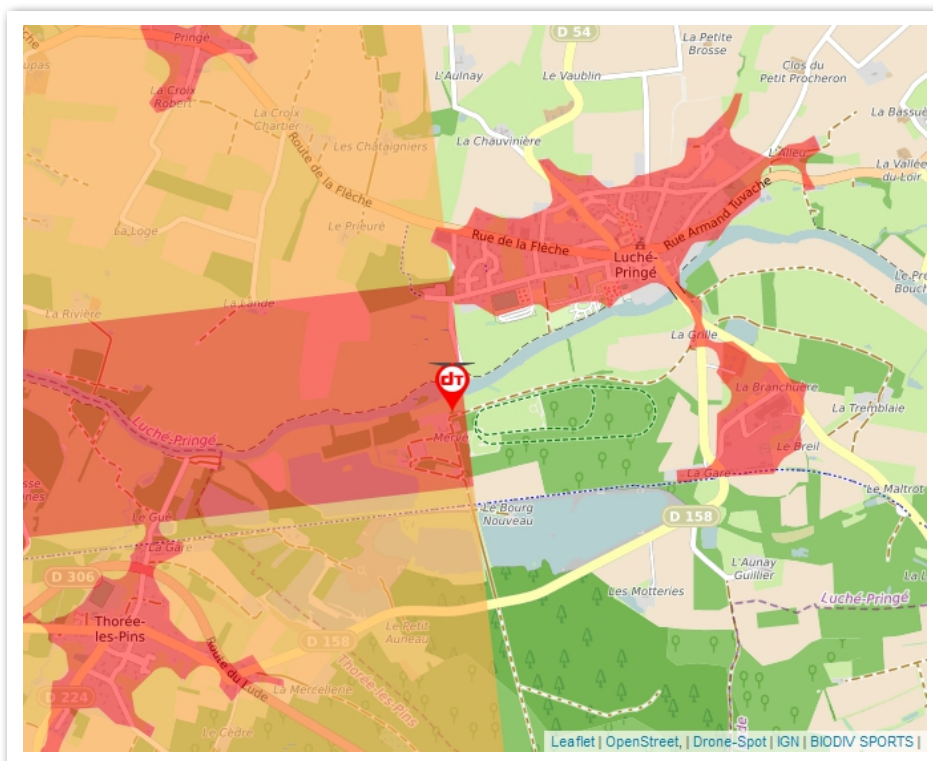 Pringé
D 54
La Petite
Brosse
L'Aulnay
Le Vaublin
Clos du
Petit Procheron
La Croix
Robert
La Croix
Chartier
La Chauvinière
Les Châtaigniers
Route de la Flèche
L'Alleu
La Vallée
du Loir
La Loge
Le Prieuré
Rue de la Flèche
Luché-
Pringé
Rue Armand Tuvache
La Rivière
La Lande
La Grille
dT
La Branchuère
La Tremblaie
Luché-Pringé
Mervé
Le Breil
La Gare
Le Maltrot
Le Gué
Le Bourg
Nouveau
D 158
La Gare
D 306
L'Aunay
Guillier
Les Motteries
Luché-Pringé
Thorée-
les-Pins
Le Petit
Auneau
D 158
Route du Lude
Thorée-les-Pins
La Mercellerie
D 224
Le Cèdre
Leaflet | OpenStreet, | Drone-Spot | IGN | BIODIV SPORTS |